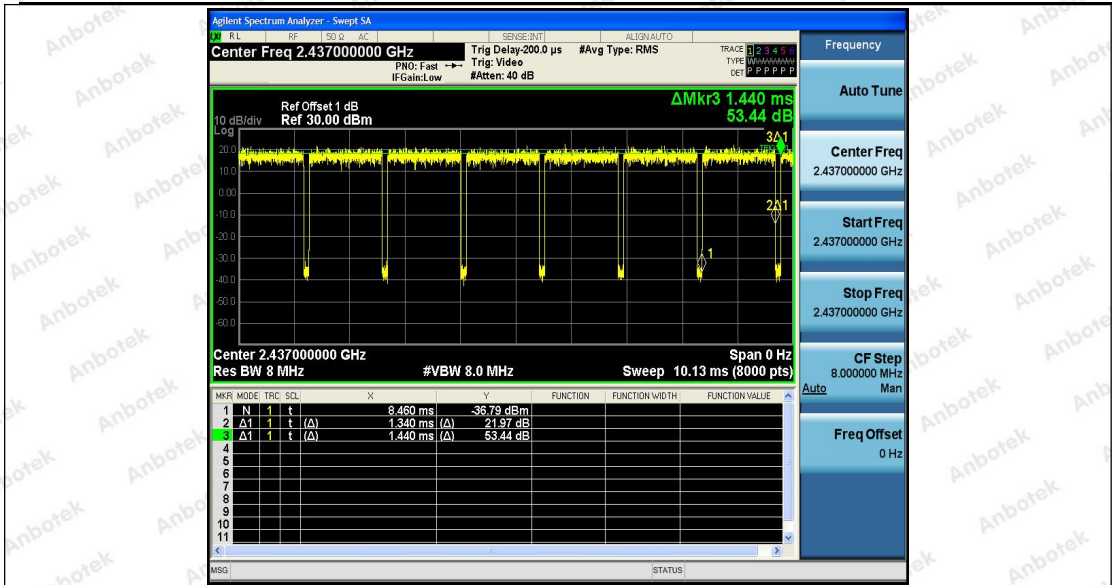 Agilent Spectrum Analyzer - Swept SA
RL RF 50 Ω AC SENSE:INT ALIGNAUTO
Center Freq 2.437000000 GHz
PNO: Fast
IFGain:Low
Trig Delay-200.0 µs
Trig: Video
#Atten: 40 dB
#Avg Type: RMS
TRACE 1 2 3 4 5 6
TYPE
DET P P P P P P
ΔMkr3 1.440 ms
53.44 dB
Ref Offset 1 dB
10 dB/div Ref 30.00 dBm
Log
20.0
10.0
0.00
-10.0
-20.0
-30.0
-40.0
-50.0
-60.0
3Δ1
2Δ1
1
Center 2.437000000 GHz Span 0 Hz
Res BW 8 MHz #VBW 8.0 MHz Sweep 10.13 ms (8000 pts)
MKR MODE TRC SCL X Y FUNCTION FUNCTION WIDTH FUNCTION VALUE
1 N 1 t 8.460 ms -36.79 dBm
2 Δ1 1 t (Δ) 1.340 ms (Δ) 21.97 dB
3 Δ1 1 t (Δ) 1.440 ms (Δ) 53.44 dB
4
5
6
7
8
9
10
11
MSG STATUS
Frequency
Auto Tune
Center Freq
2.437000000 GHz
Start Freq
2.437000000 GHz
Stop Freq
2.437000000 GHz
CF Step
8.000000 MHz
Auto Man
Freq Offset
0 Hz
Anbotek